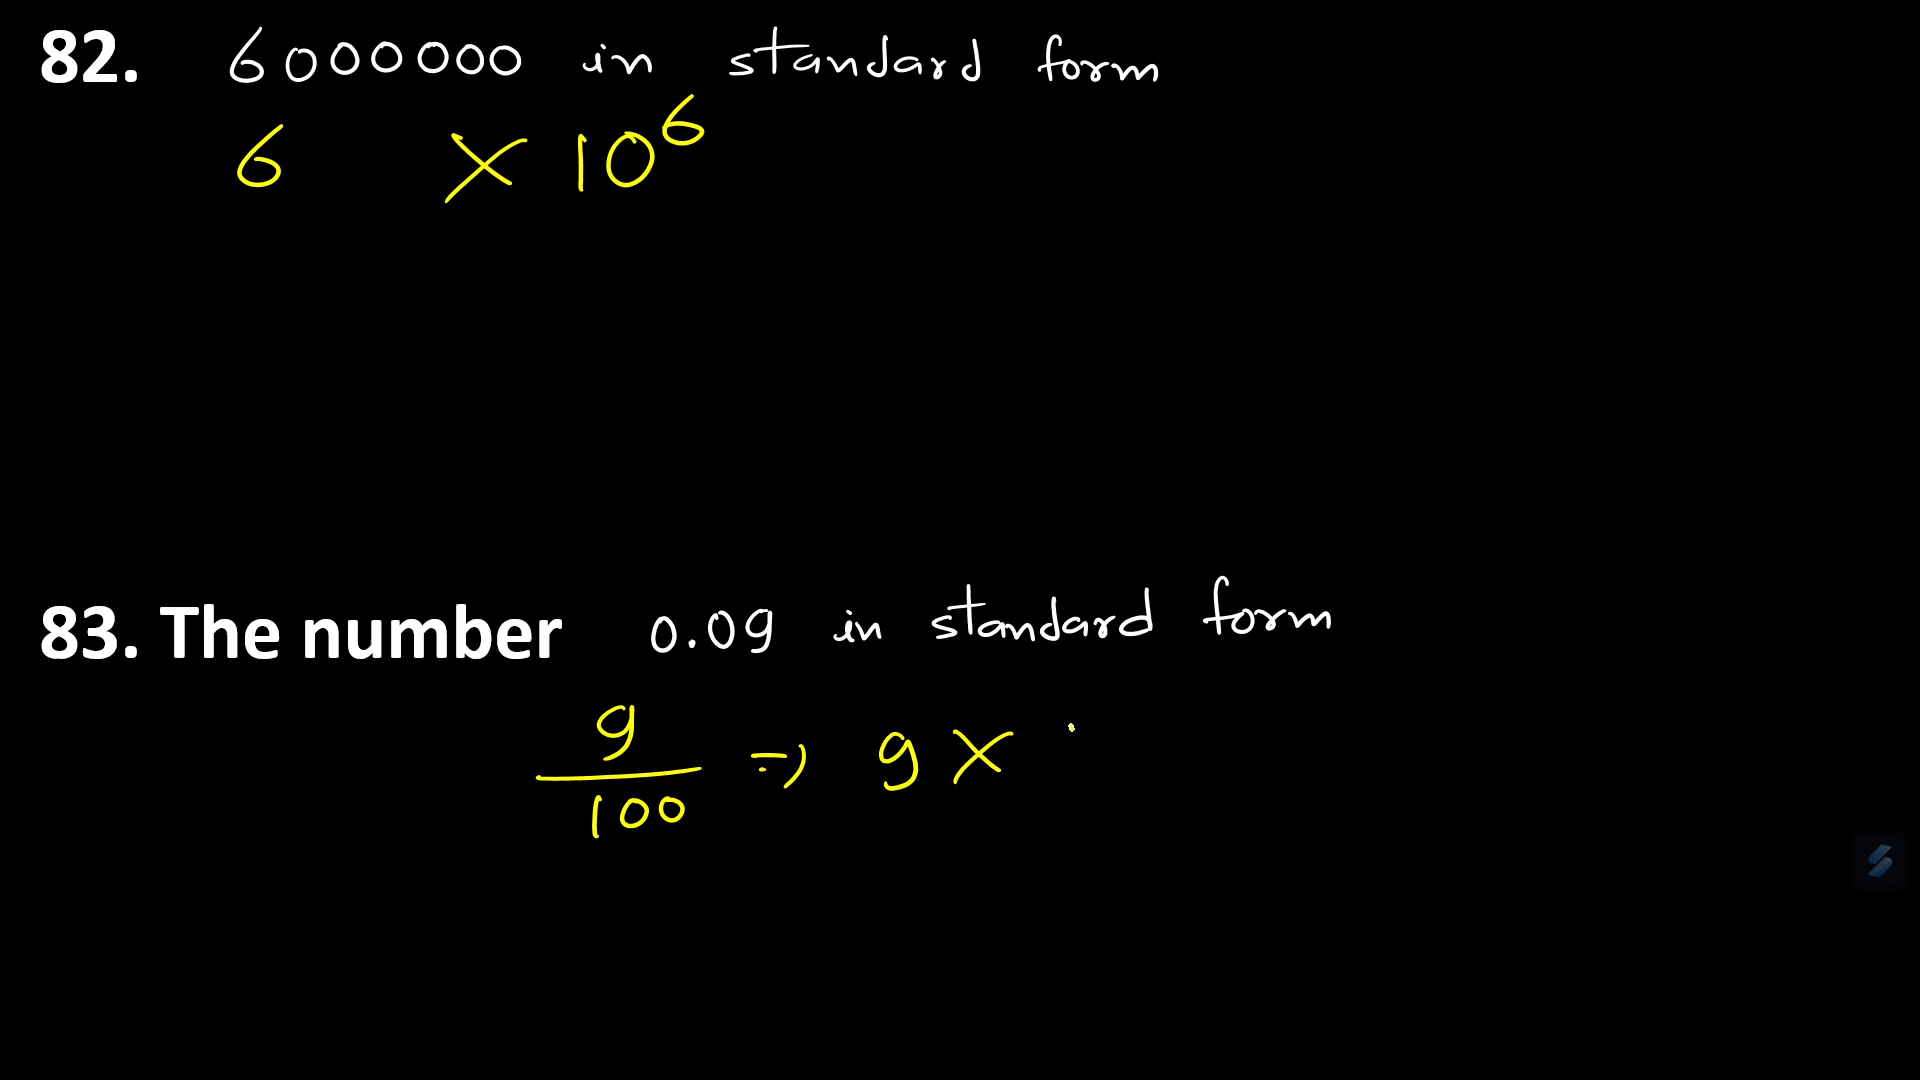 82. 6000000 in standard form
6 × 10⁶
83. The number 0.09 in standard form
9/100 ⇒ 9 ×